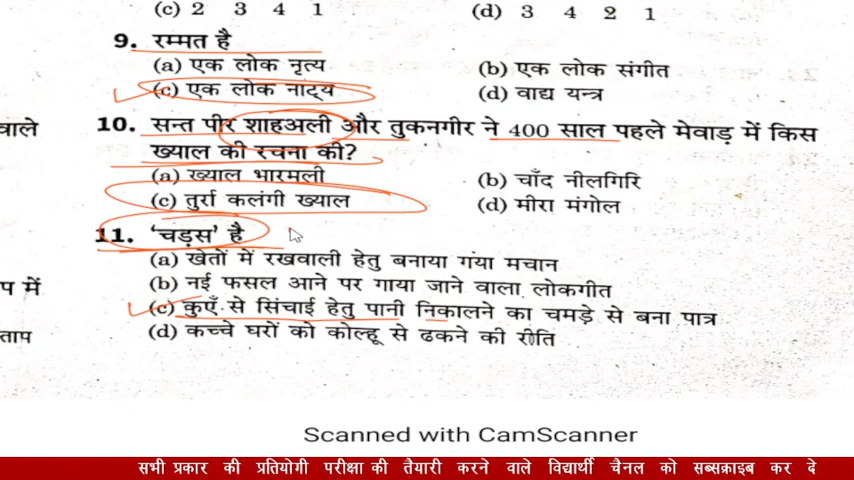 (c) 2 3 4 1 (d) 3 4 2 1
9. रम्मत है
(a) एक लोक नृत्य (b) एक लोक संगीत
(c) एक लोक नाट्य (d) वाद्य यन्त्र
वाले
10. सन्त पीर शाहअली और तुकनगीर ने 400 साल पहले मेवाड़ में किस
ख्याल की रचना की?
(a) ख्याल भारमली (b) चाँद नीलगिरि
(c) तुर्रा कलंगी ख्याल (d) मीरा मंगोल
11. 'चड़स' है
(a) खेतों में रखवाली हेतु बनाया गया मचान
प में
(b) नई फसल आने पर गाया जाने वाला लोकगीत
(c) कुएँ से सिंचाई हेतु पानी निकालने का चमड़े से बना पात्र
ताप
(d) कच्चे घरों को कोल्हू से ढकने की रीति
Scanned with CamScanner
सभी प्रकार की प्रतियोगी परीक्षा की तैयारी करने वाले विद्यार्थी चैनल को सब्सक्राइब कर दे